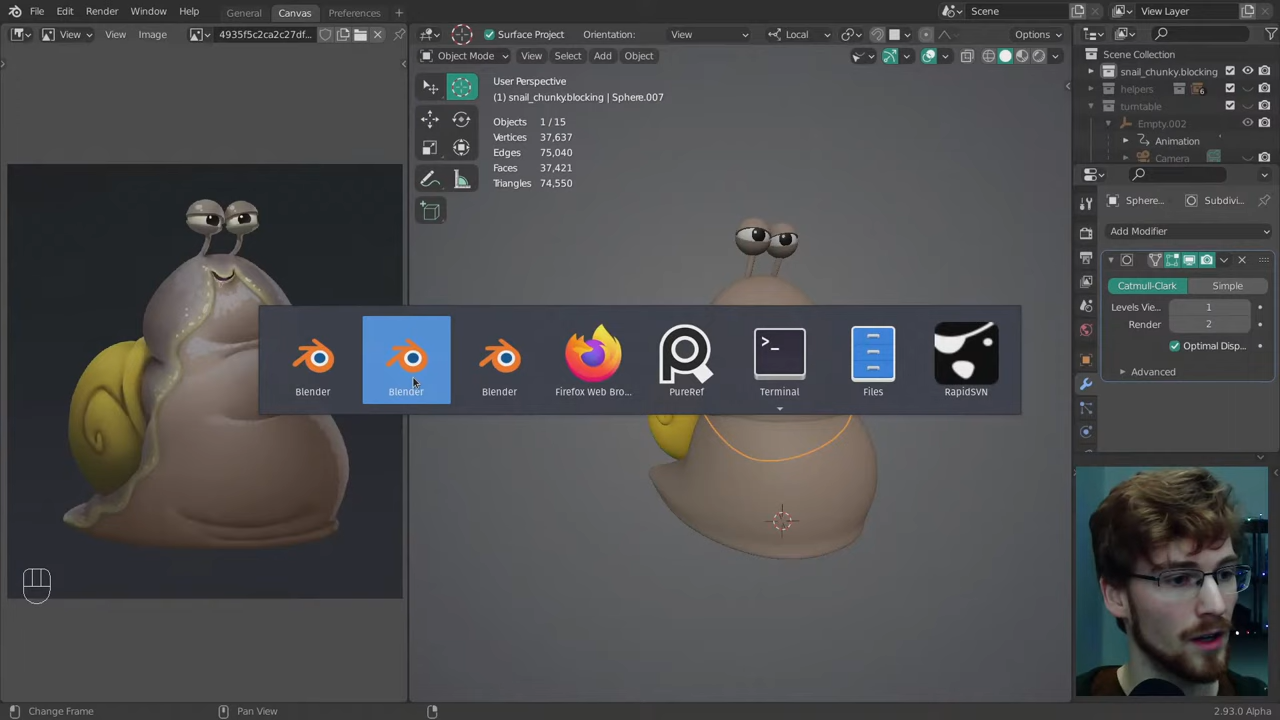 File Edit Render Window Help
General Canvas Preferences +
Scene
View Layer
View View Image 4935f5c2ca2c27df...
Surface Project Orientation: View Local Options
Object Mode View Select Add Object
User Perspective
(1) snail_chunky.blocking | Sphere.007
Objects 1 / 15
Vertices 37,637
Edges 75,040
Faces 37,421
Triangles 74,550
Scene Collection
snail_chunky.blocking
helpers 6
turntable
Empty.002
Animation
Camera
Sphere... Subdivi...
Add Modifier
Catmull-Clark Simple
Levels Vie... 1
Render 2
Optimal Disp...
Advanced
>_
Blender Blender Blender Firefox Web Bro... PureRef Terminal Files RapidSVN
Change Frame Pan View 2.93.0 Alpha